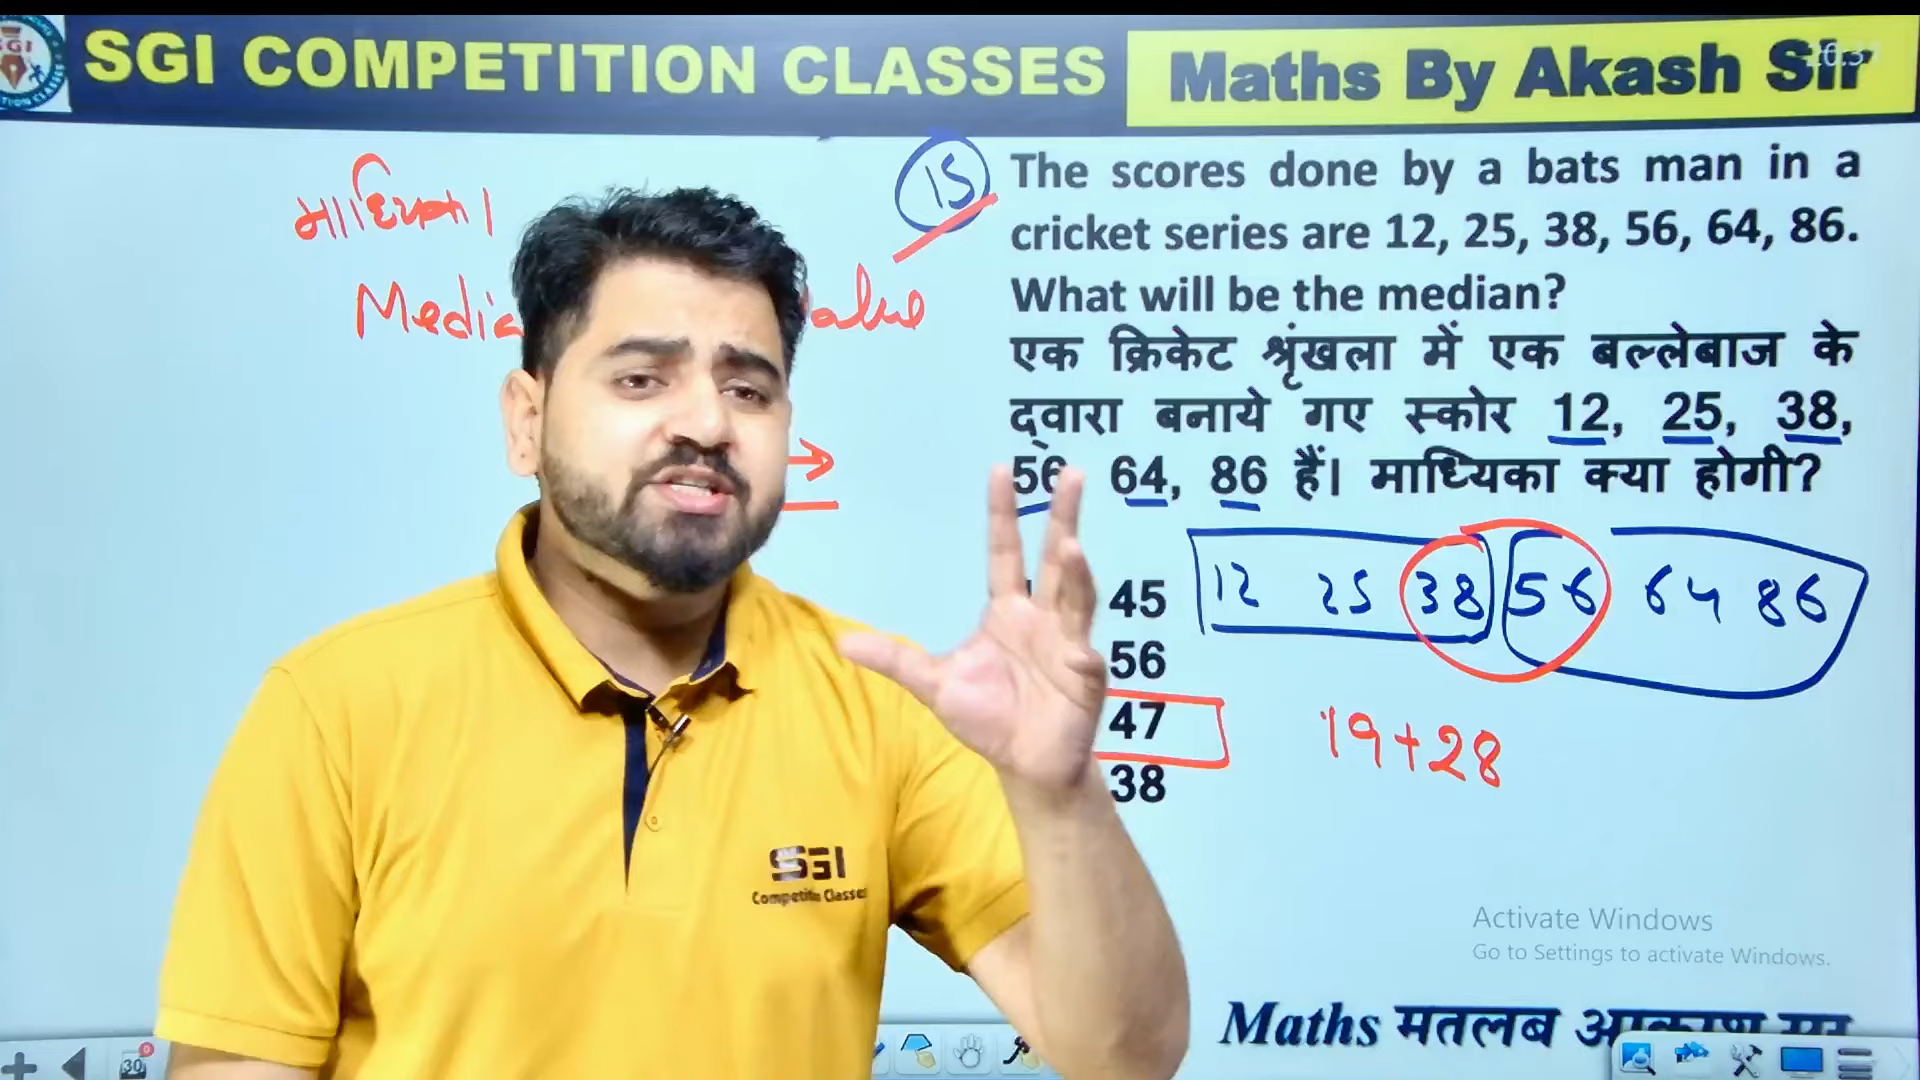 SGI COMPETITION CLASSES
Maths By Akash Sir
माध्यिका
15
The scores done by a bats man in a
cricket series are 12, 25, 38, 56, 64, 86.
What will be the median?
एक क्रिकेट श्रृंखला में एक बल्लेबाज के
द्वारा बनाये गए स्कोर 12, 25, 38,
56 64, 86 हैं। माध्यिका क्या होगी?
12 25 38 56 64 86
45
56
47
38
19+28
SGI
Competition Classes
Activate Windows
Go to Settings to activate Windows.
Maths मतलब
30